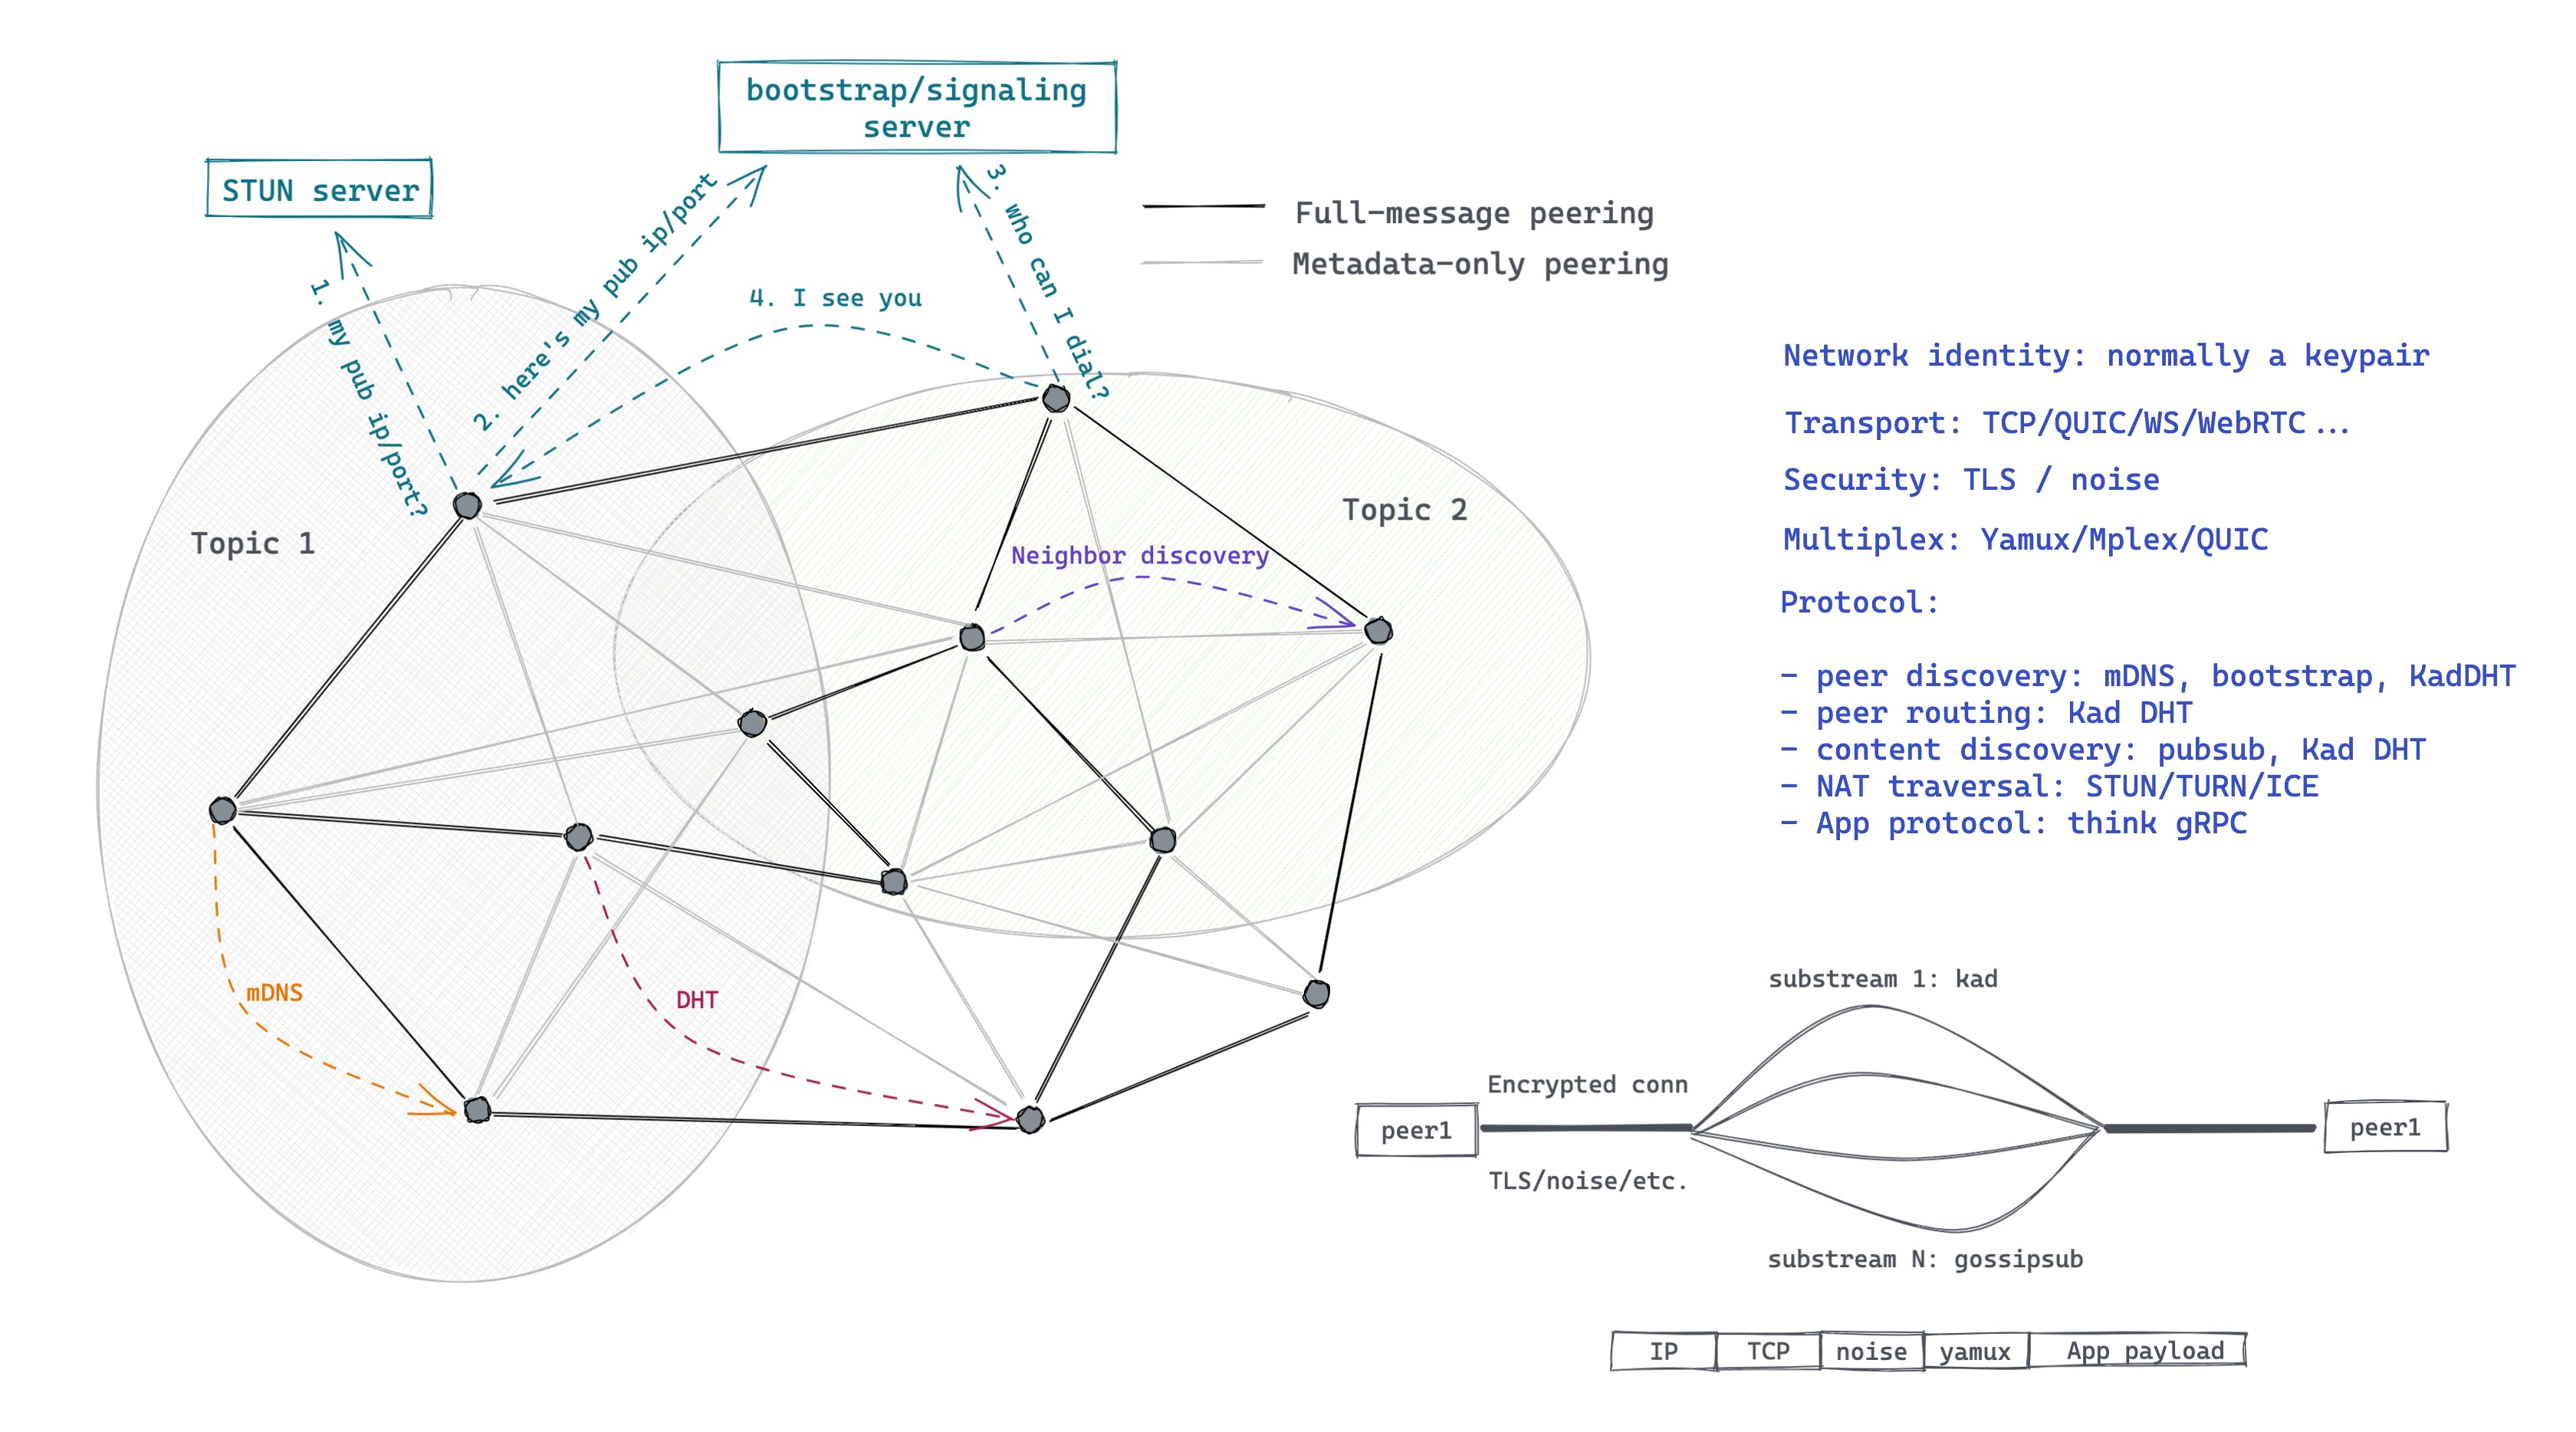 bootstrap/signaling
server
STUN server
1. my pub ip/port?
2. here's my pub ip/port
3. who can I dial?
4. I see you
Full-message peering
Metadata-only peering
Topic 1
Topic 2
Neighbor discovery
mDNS
DHT
Network identity: normally a keypair
Transport: TCP/QUIC/WS/WebRTC...
Security: TLS / noise
Multiplex: Yamux/Mplex/QUIC
Protocol:
- peer discovery: mDNS, bootstrap, KadDHT
- peer routing: Kad DHT
- content discovery: pubsub, Kad DHT
- NAT traversal: STUN/TURN/ICE
- App protocol: think gRPC
substream 1: kad
Encrypted conn
peer1
peer1
TLS/noise/etc.
substream N: gossipsub
IP TCP noise yamux App payload